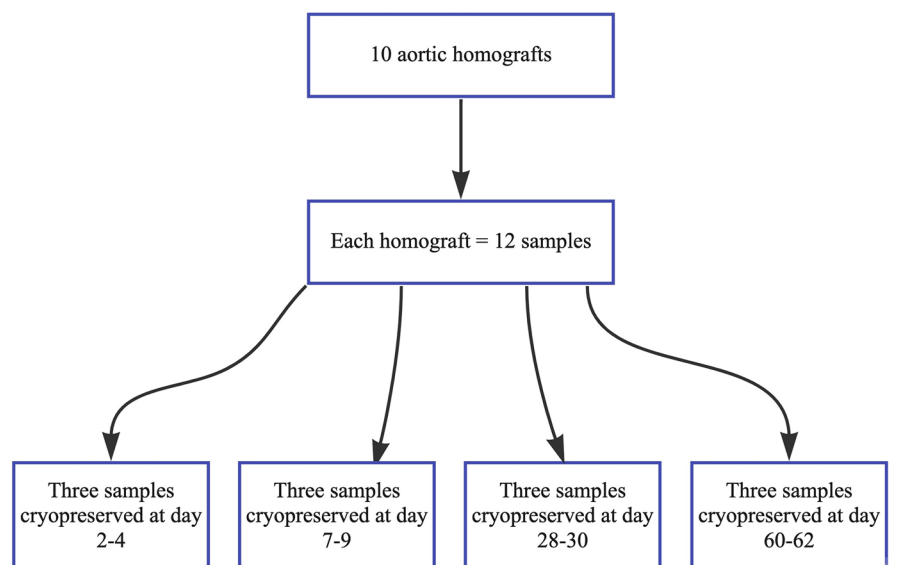 10 aortic homografts
Each homograft = 12 samples
Three samples
cryopreserved at day
2-4
Three samples
cryopreserved at day
7-9
Three samples
cryopreserved at day
28-30
Three samples
cryopreserved at day
60-62